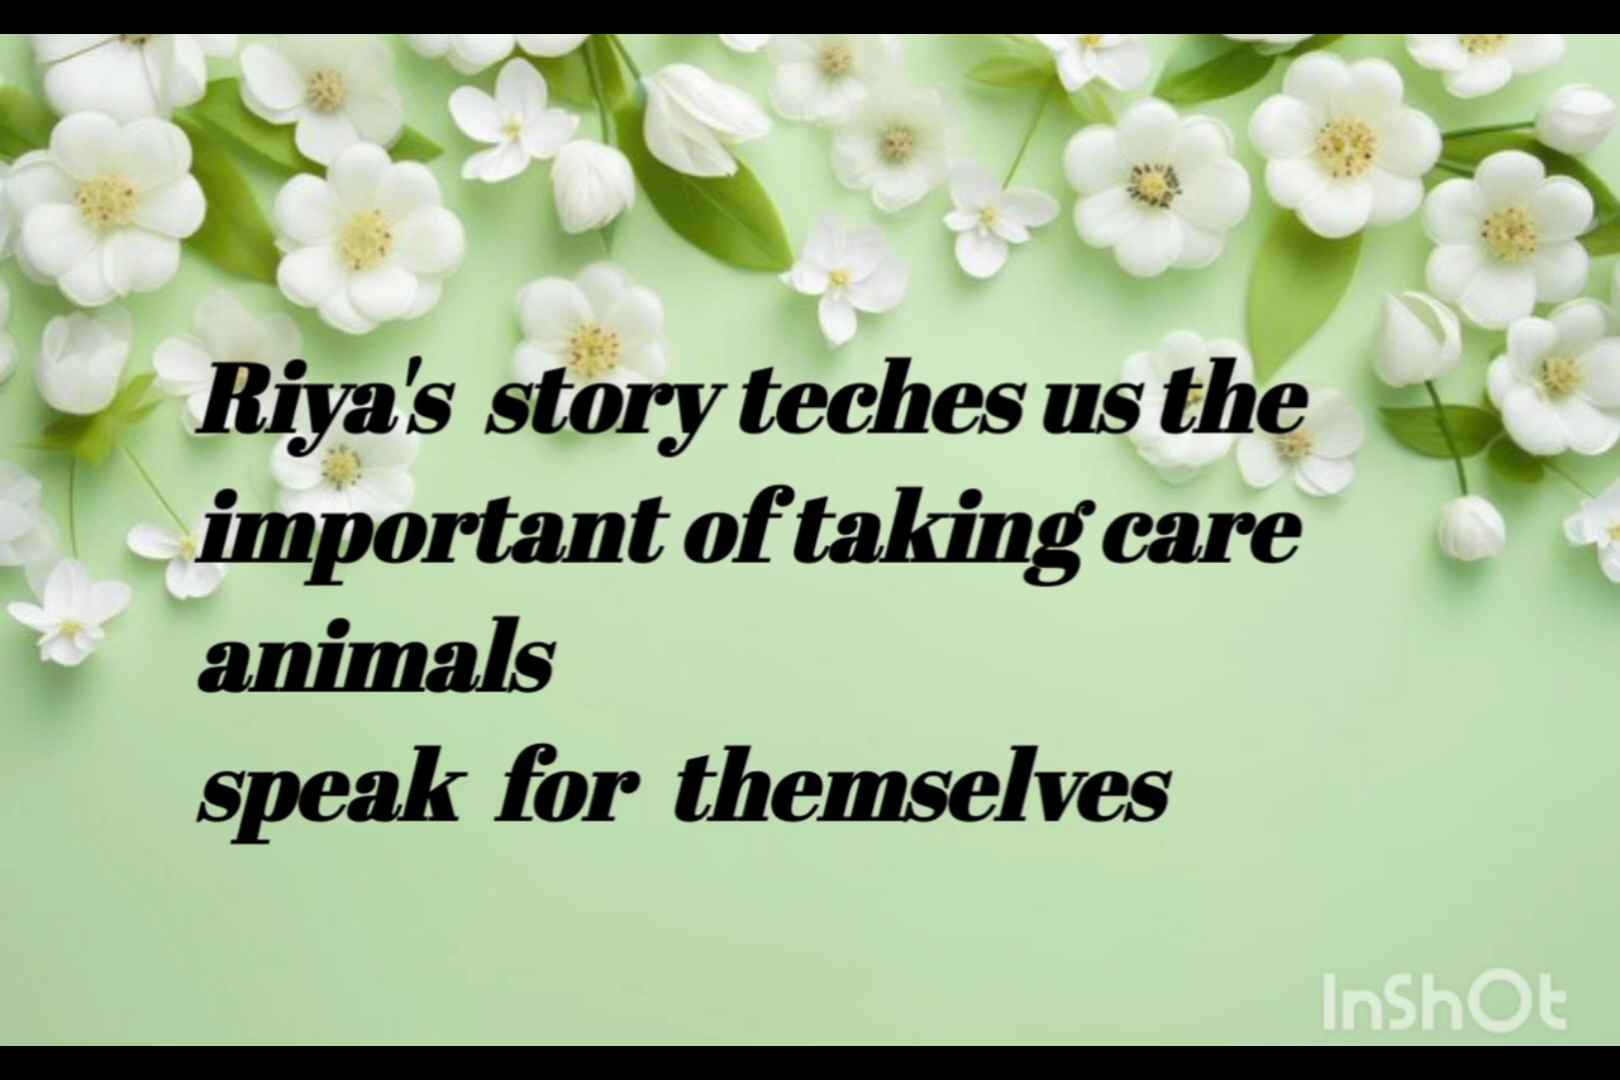 Riya's story teches us the
important of taking care
animals
speak for themselves
InShOt